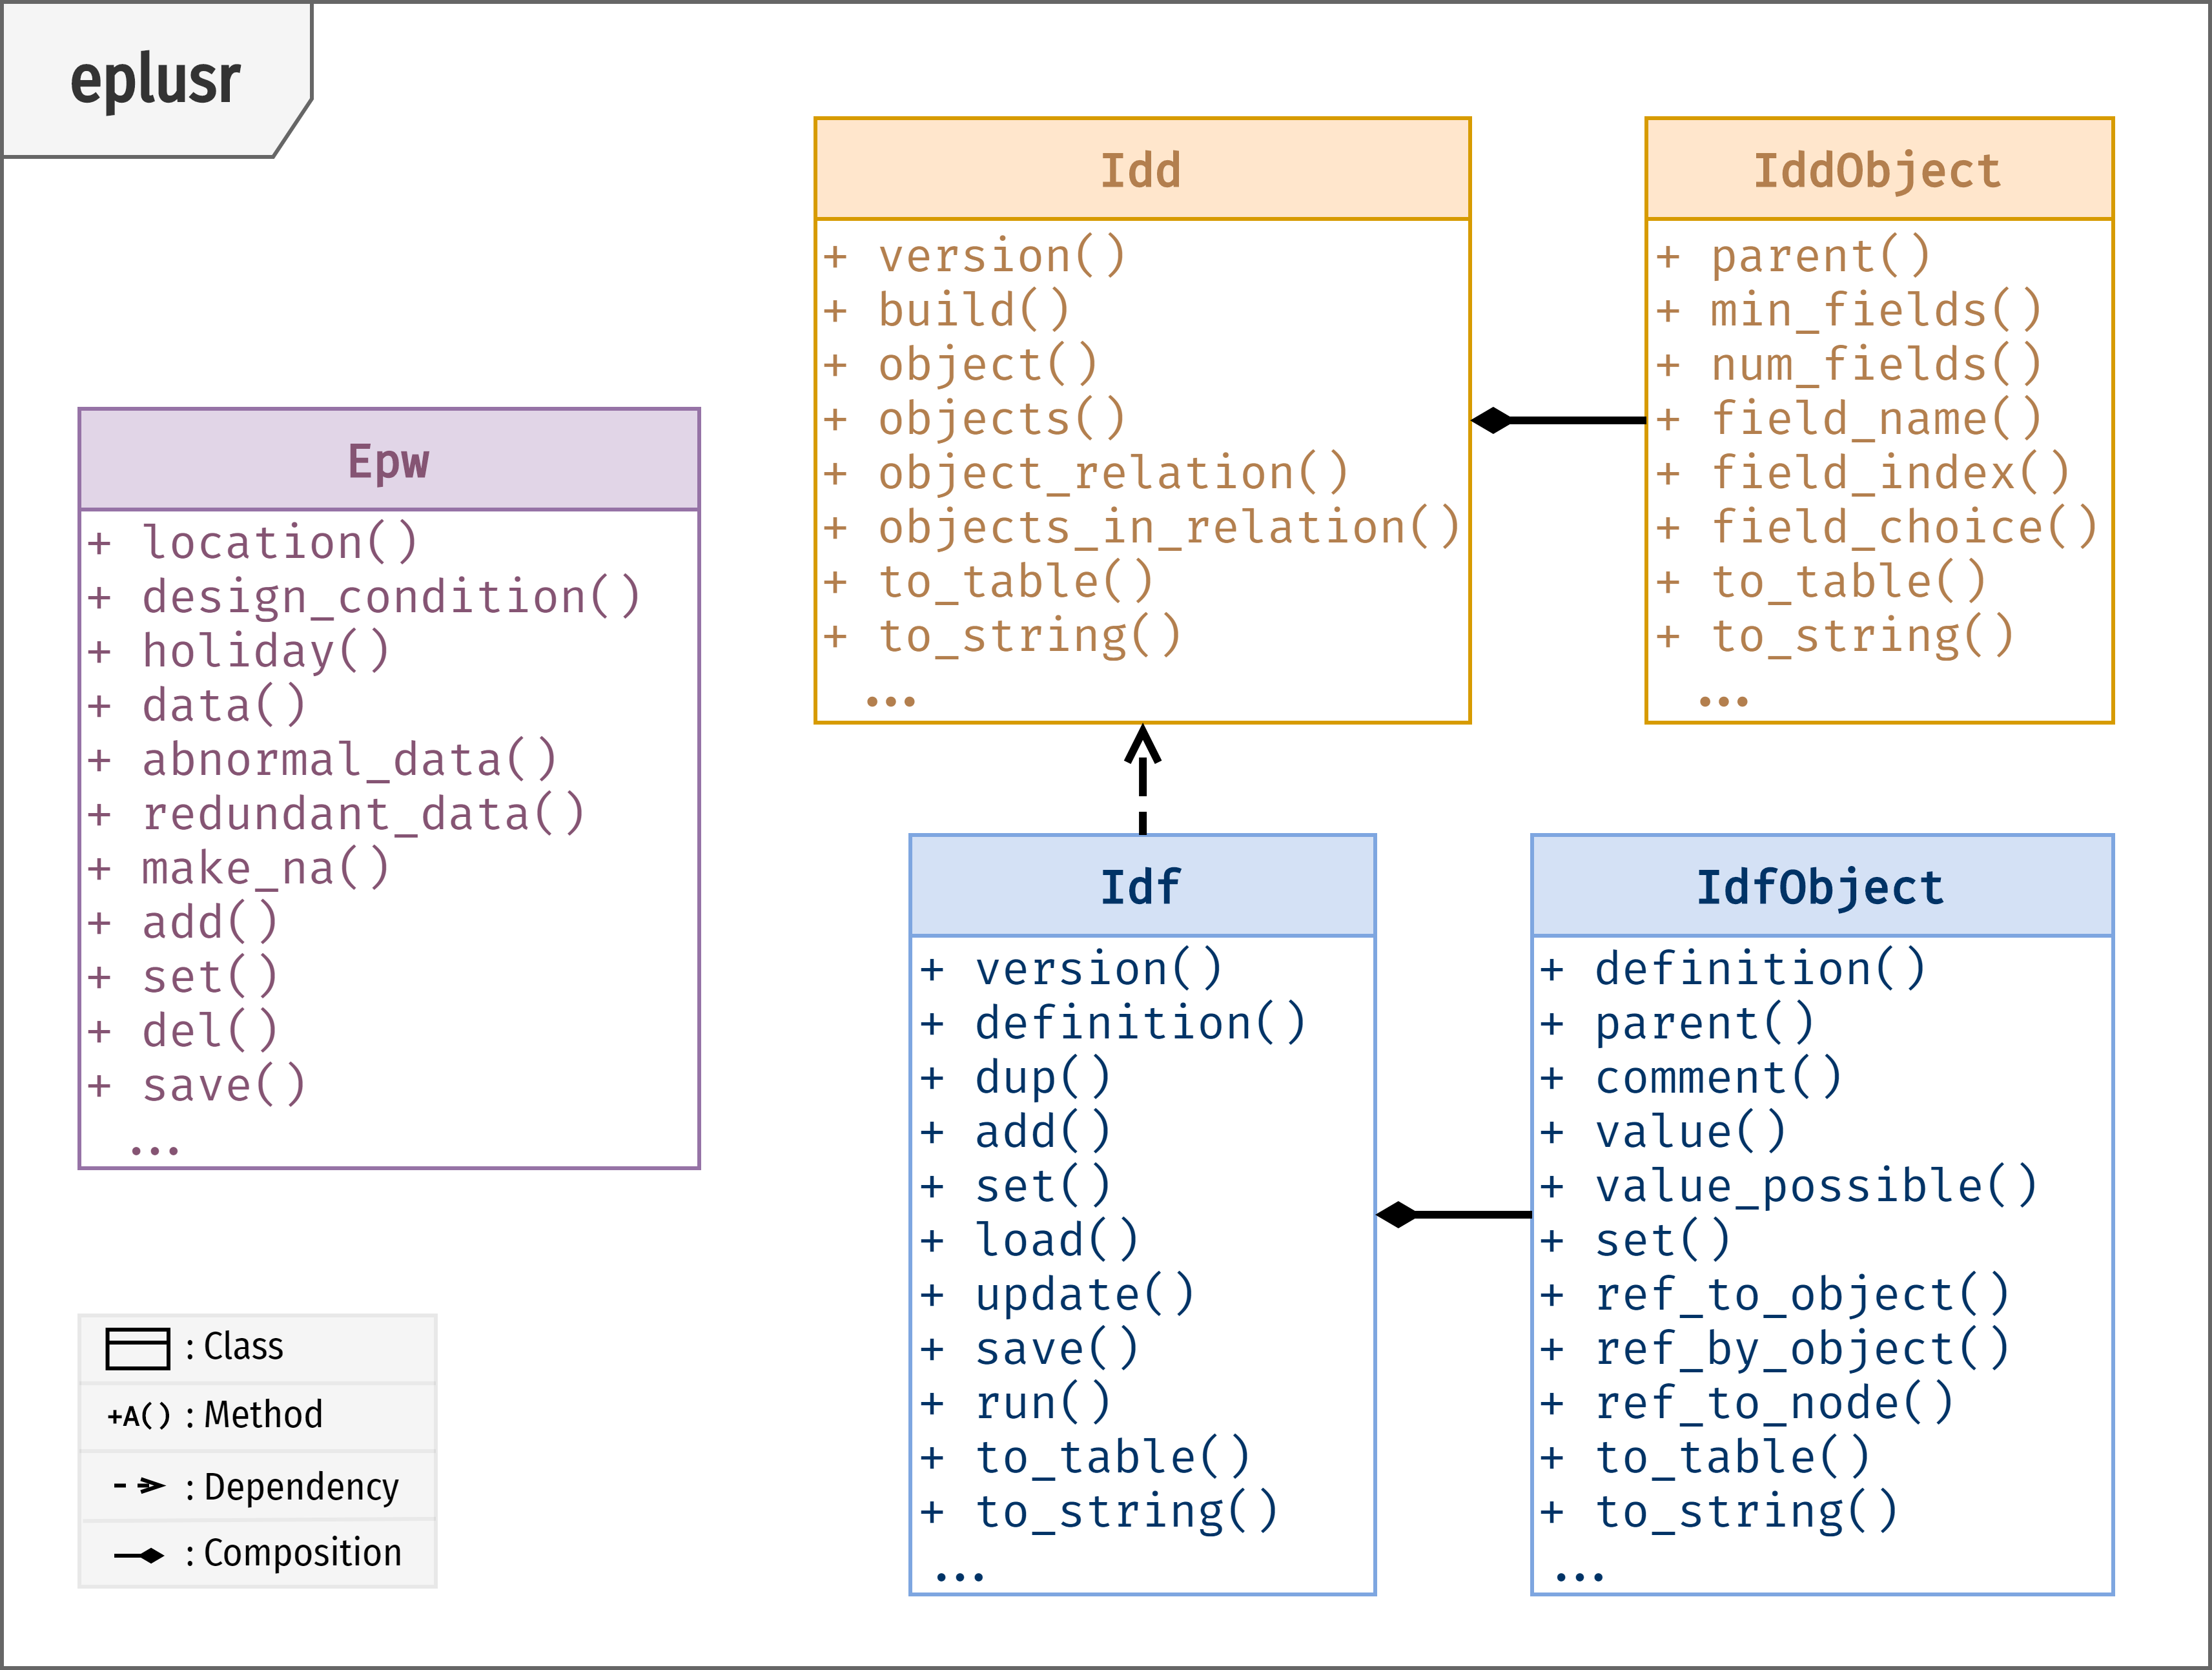 eplusr
Idd
+ version()
+ build()
+ object()
+ objects()
+ object_relation()
+ objects_in_relation()
+ to_table()
+ to_string()
...
IddObject
+ parent()
+ min_fields()
+ num_fields()
+ field_name()
+ field_index()
+ field_choice()
+ to_table()
+ to_string()
...
Epw
+ location()
+ design_condition()
+ holiday()
+ data()
+ abnormal_data()
+ redundant_data()
+ make_na()
+ add()
+ set()
+ del()
+ save()
...
Idf
+ version()
+ definition()
+ dup()
+ add()
+ set()
+ load()
+ update()
+ save()
+ run()
+ to_table()
+ to_string()
...
IdfObject
+ definition()
+ parent()
+ comment()
+ value()
+ value_possible()
+ set()
+ ref_to_object()
+ ref_by_object()
+ ref_to_node()
+ to_table()
+ to_string()
...
: Class
+A() : Method
: Dependency
: Composition